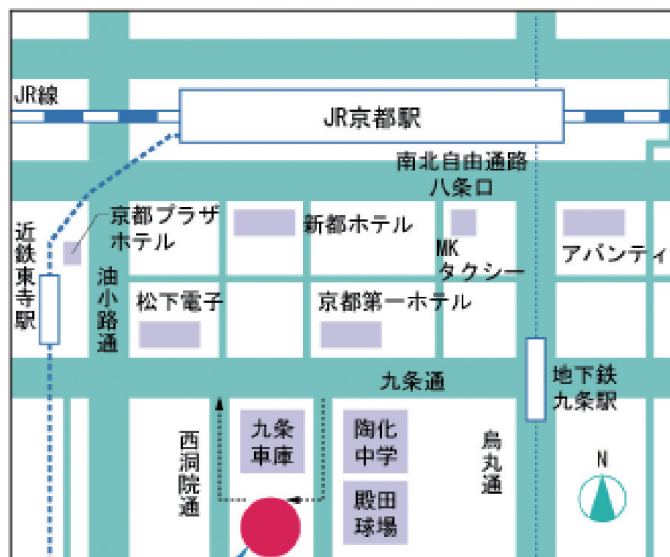 JR線
JR京都駅
南北自由通路
八条口
京都プラザ
ホテル
新都ホテル
MK
タクシー
アバンティ
近鉄東寺駅
油小路通
松下電子
京都第一ホテル
九条通
地下鉄
九条駅
西洞院通
九条
車庫
陶化
中学
烏丸通
殿田
球場
N